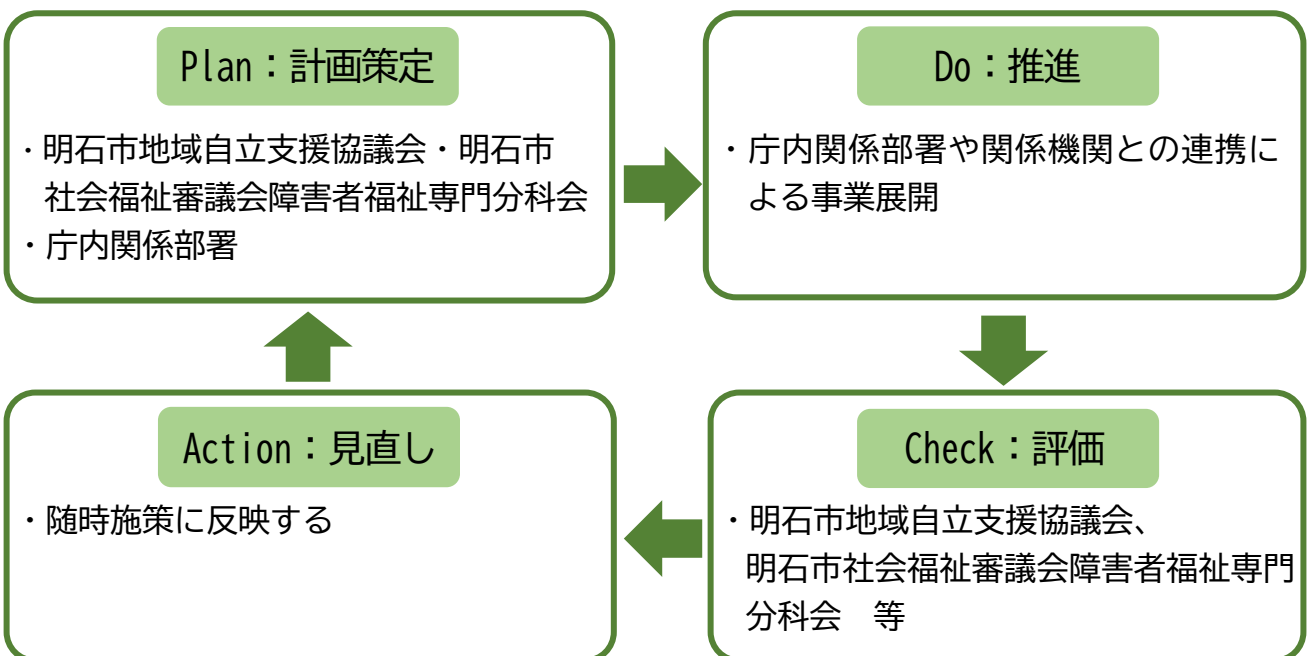 Plan：計画策定
・明石市地域自立支援協議会・明石市
社会福祉審議会障害者福祉専門分科会
・庁内関係部署
Do：推進
・庁内関係部署や関係機関との連携に
よる事業展開
Action：見直し
・随時施策に反映する
Check：評価
・明石市地域自立支援協議会、
明石市社会福祉審議会障害者福祉専門
分科会　等